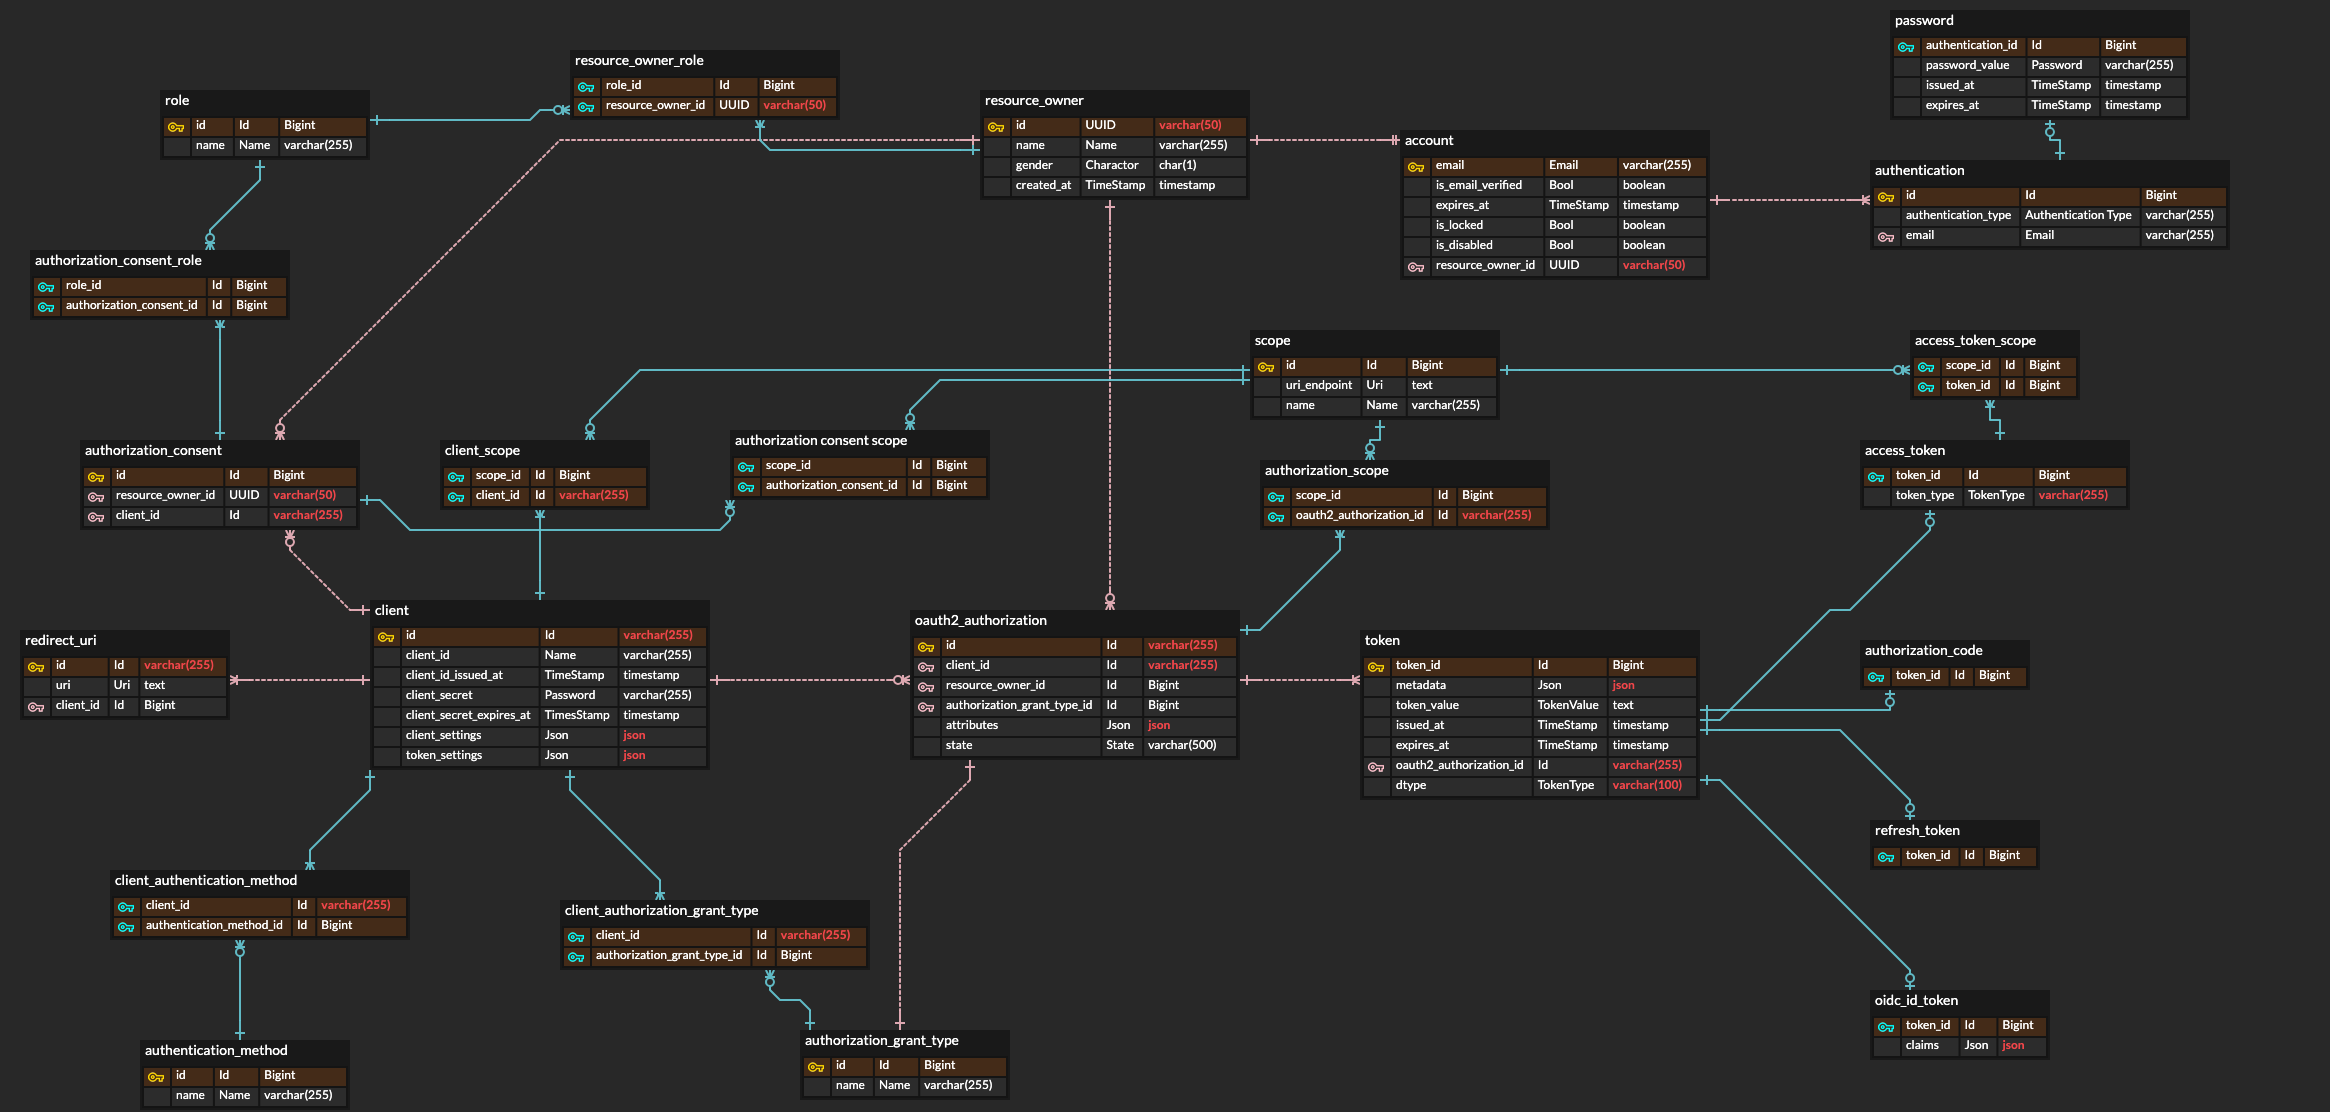 password
authentication_id Id Bigint
password_value Password varchar(255)
issued_at TimeStamp timestamp
expires_at TimeStamp timestamp
resource_owner_role
role_id Id Bigint
resource_owner_id UUID varchar(50)
role
id Id Bigint
name Name varchar(255)
resource_owner
id UUID varchar(50)
name Name varchar(255)
gender Charactor char(1)
created_at TimeStamp timestamp
account
email Email varchar(255)
is_email_verified Bool boolean
expires_at TimeStamp timestamp
is_locked Bool boolean
is_disabled Bool boolean
resource_owner_id UUID varchar(50)
authentication
id Id Bigint
authentication_type Authentication Type varchar(255)
email Email varchar(255)
authorization_consent_role
role_id Id Bigint
authorization_consent_id Id Bigint
scope
id Id Bigint
uri_endpoint Uri text
name Name varchar(255)
access_token_scope
scope_id Id Bigint
token_id Id Bigint
authorization_consent
id Id Bigint
resource_owner_id UUID varchar(50)
client_id Id varchar(255)
client_scope
scope_id Id Bigint
client_id Id varchar(255)
authorization consent scope
scope_id Id Bigint
authorization_consent_id Id Bigint
authorization_scope
scope_id Id Bigint
oauth2_authorization_id Id varchar(255)
access_token
token_id Id Bigint
token_type TokenType varchar(255)
redirect_uri
id Id varchar(255)
uri Uri text
client_id Id Bigint
client
id Id varchar(255)
client_id Name varchar(255)
client_id_issued_at TimeStamp timestamp
client_secret Password varchar(255)
client_secret_expires_at TimesStamp timestamp
client_settings Json json
token_settings Json json
oauth2_authorization
id Id varchar(255)
client_id Id varchar(255)
resource_owner_id Id Bigint
authorization_grant_type_id Id Bigint
attributes Json json
state State varchar(500)
token
token_id Id Bigint
metadata Json json
token_value TokenValue text
issued_at TimeStamp timestamp
expires_at TimeStamp timestamp
oauth2_authorization_id Id varchar(255)
dtype TokenType varchar(100)
authorization_code
token_id Id Bigint
refresh_token
token_id Id Bigint
client_authentication_method
client_id Id varchar(255)
authentication_method_id Id Bigint
client_authorization_grant_type
client_id Id varchar(255)
authorization_grant_type_id Id Bigint
oidc_id_token
token_id Id Bigint
claims Json json
authentication_method
id Id Bigint
name Name varchar(255)
authorization_grant_type
id Id Bigint
name Name varchar(255)